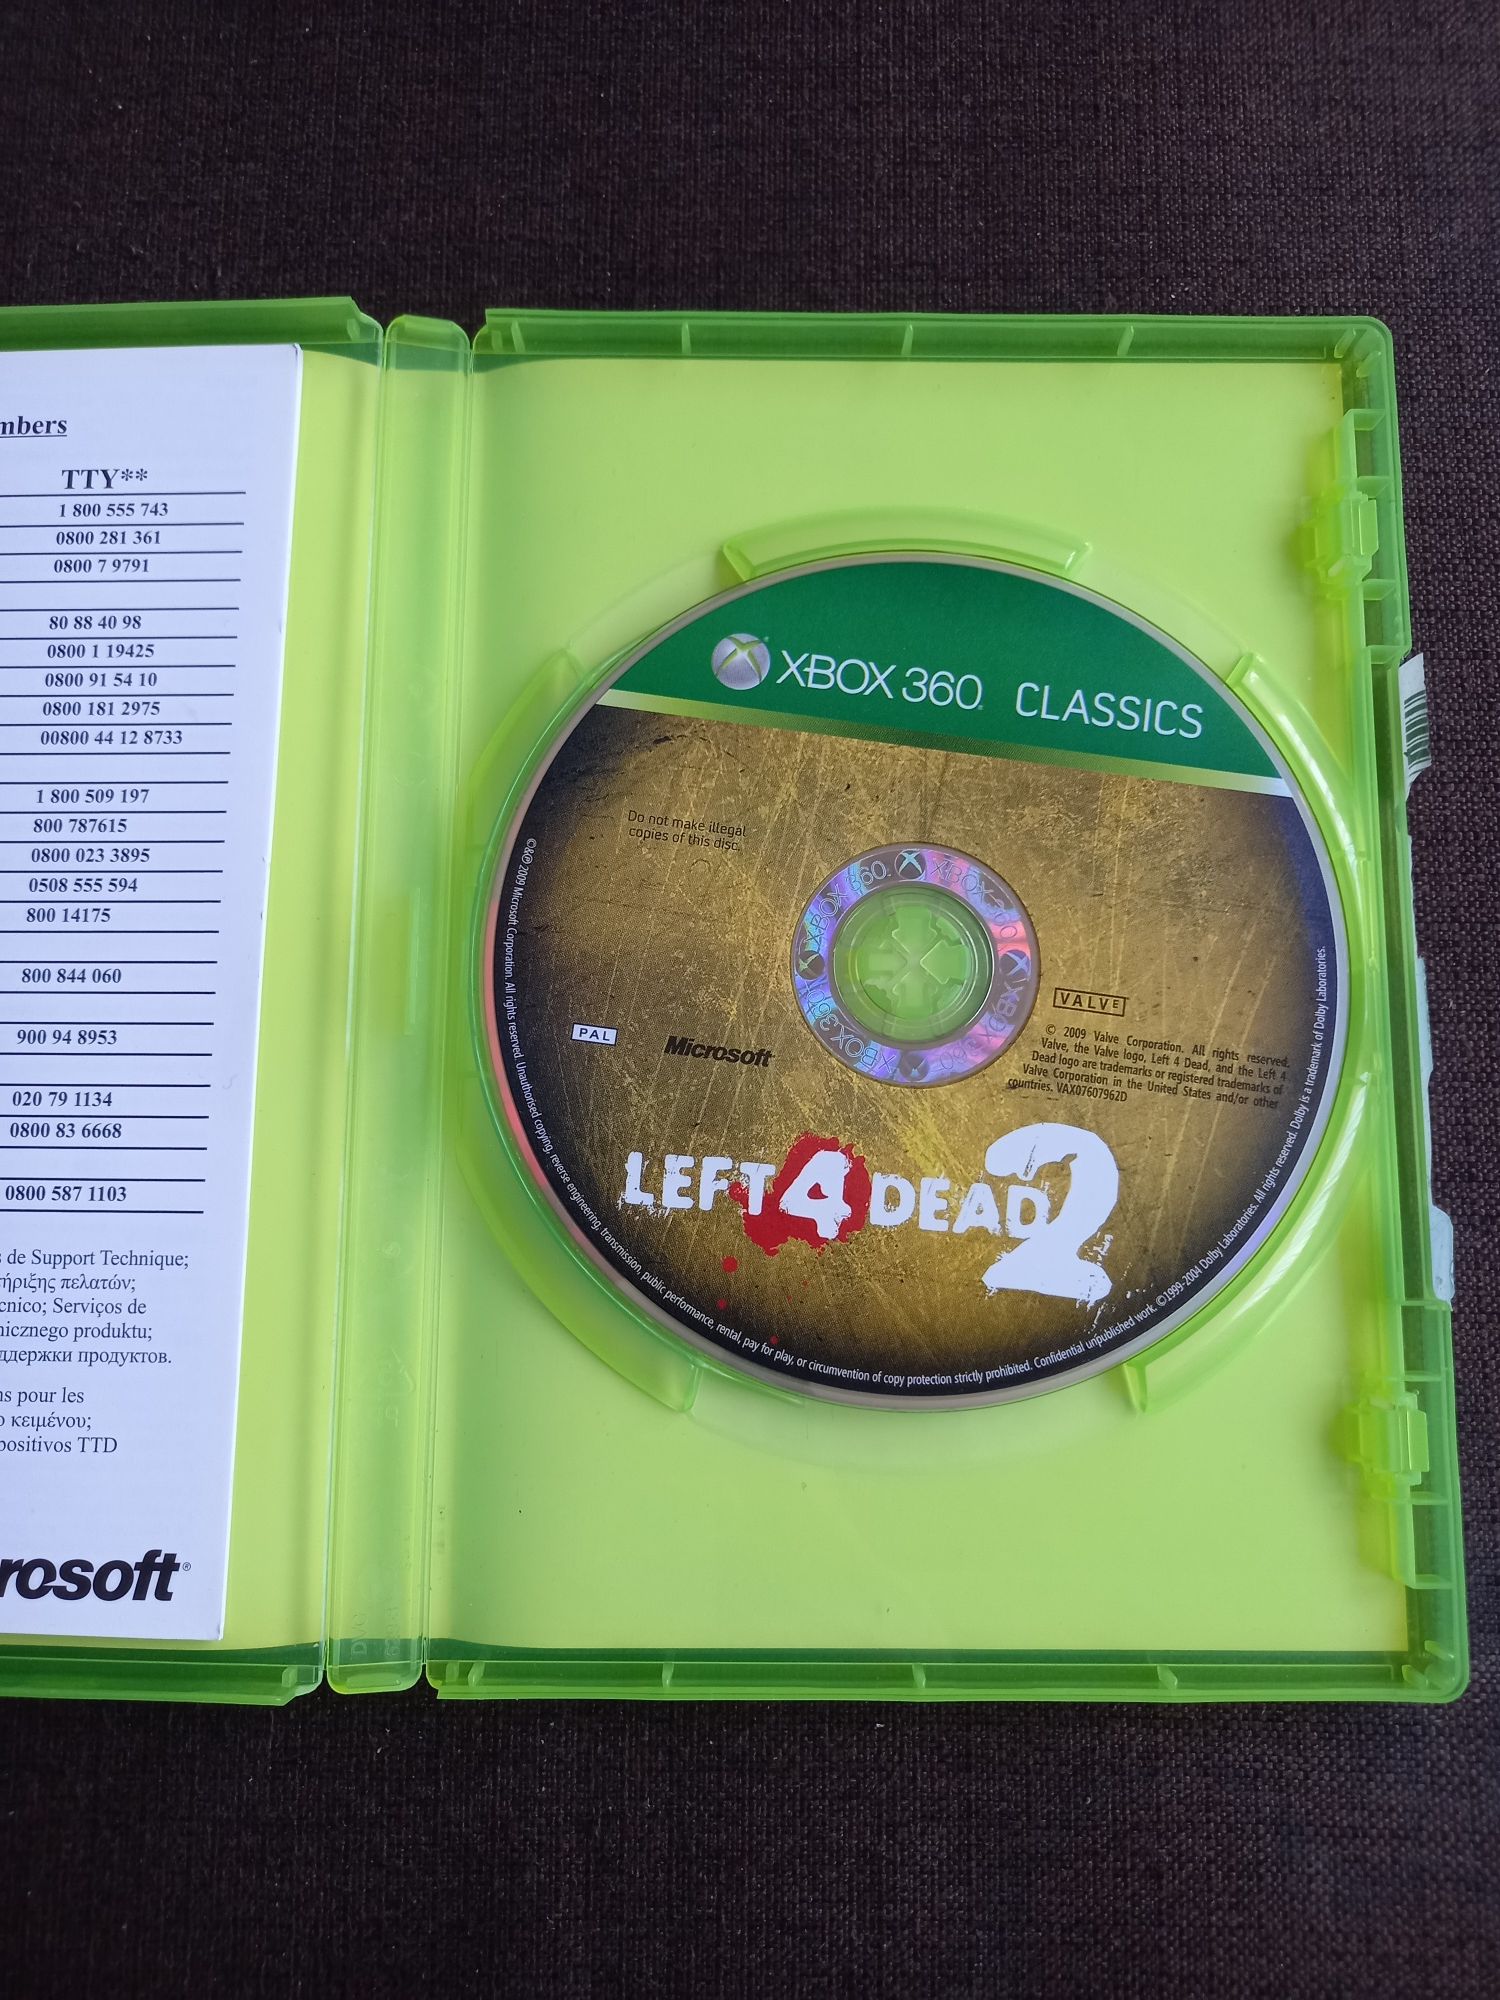 mbers
TTY**
1 800 555 743
0800 281 361
0800 7 9791
80 88 40 98
0800 1 19425
0800 91 54 10
0800 181 2975
00800 44 12 8733
1 800 509 197
800 787615
0800 023 3895
0508 555 594
800 14175
800 844 060
900 94 8953
020 79 1134
0800 83 6668
0800 587 1103
s de Support Technique;
τήριξης πελατών;
cnico; Serviços de
nicznego produktu;
ддержки продуктов.
ns pour les
ο κειμένου;
positivos TTD
rosoft®
XBOX 360 CLASSICS
Do not make illegal
copies of this disc.
XBOX 360 XBOX 360 XBOX 360 XBOX 360
PAL
Microsoft
VALVE
© 2009 Valve Corporation. All rights reserved.
Valve, the Valve logo, Left 4 Dead, and the Left 4
Dead logo are trademarks or registered trademarks of
Valve Corporation in the United States and/or other
countries. VAX07607962D
LEFT 4 DEAD 2
©&℗ 2009 Microsoft Corporation. All rights reserved. Unauthorised copying, reverse engineering, transmission, public performance, rental, pay for play, or circumvention of copy protection strictly prohibited. Confidential unpublished work. ©1999-2004 Dolby Laboratories. All rights reserved. Dolby is a trademark of Dolby Laboratories.